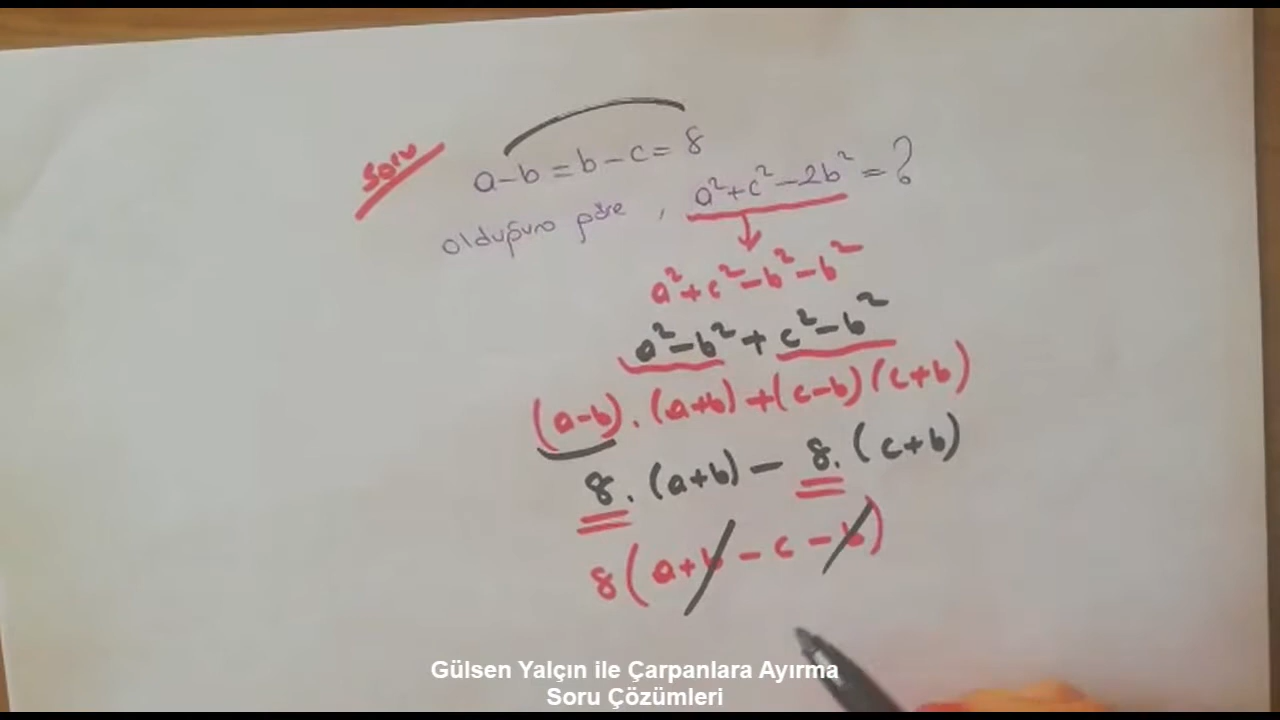 Soru
a-b=b-c=8
olduğuna göre, a²+c²-2b²=?
a²+c²-b²-b²
a²-b²+c²-b²
(a-b).(a+b)+(c-b)(c+b)
8.(a+b)-8.(c+b)
8(a+b-c-b)
Gülsen Yalçın ile Çarpanlara Ayırma
Soru Çözümleri